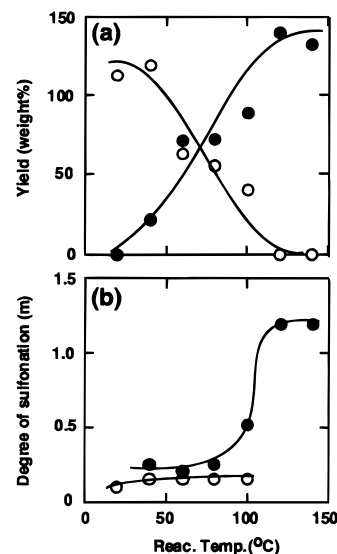 (a)
150
100
50
0
Yield (weight%)
(b)
1.5
1.0
0.5
0
Degree of sulfonation (m)
0 50 100 150
Reac. Temp.(°C)